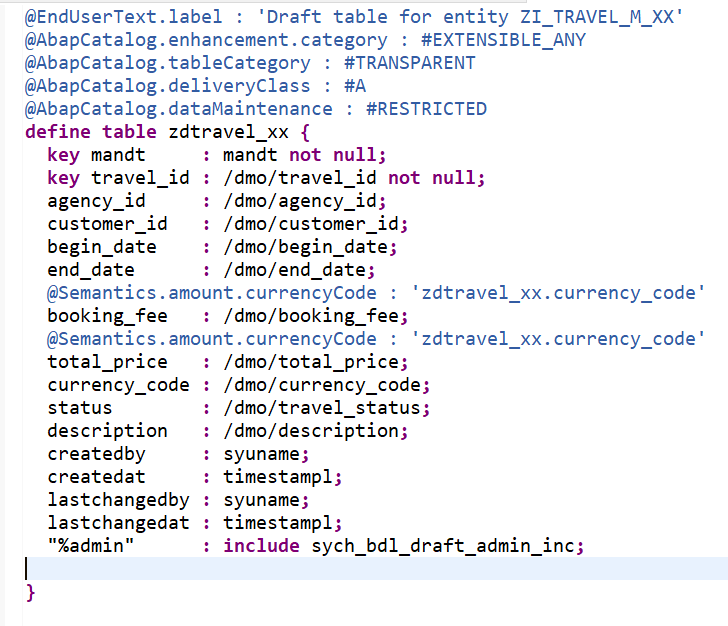 @EndUserText.label : 'Draft table for entity ZI_TRAVEL_M_XX'
@AbapCatalog.enhancement.category : #EXTENSIBLE_ANY
@AbapCatalog.tableCategory : #TRANSPARENT
@AbapCatalog.deliveryClass : #A
@AbapCatalog.dataMaintenance : #RESTRICTED
define table zdtravel_xx {
  key mandt     : mandt not null;
  key travel_id : /dmo/travel_id not null;
  agency_id     : /dmo/agency_id;
  customer_id   : /dmo/customer_id;
  begin_date    : /dmo/begin_date;
  end_date      : /dmo/end_date;
  @Semantics.amount.currencyCode : 'zdtravel_xx.currency_code'
  booking_fee   : /dmo/booking_fee;
  @Semantics.amount.currencyCode : 'zdtravel_xx.currency_code'
  total_price   : /dmo/total_price;
  currency_code : /dmo/currency_code;
  status        : /dmo/travel_status;
  description   : /dmo/description;
  createdby     : syuname;
  createdat     : timestampl;
  lastchangedby : syuname;
  lastchangedat : timestampl;
  "%admin"      : include sych_bdl_draft_admin_inc;
}